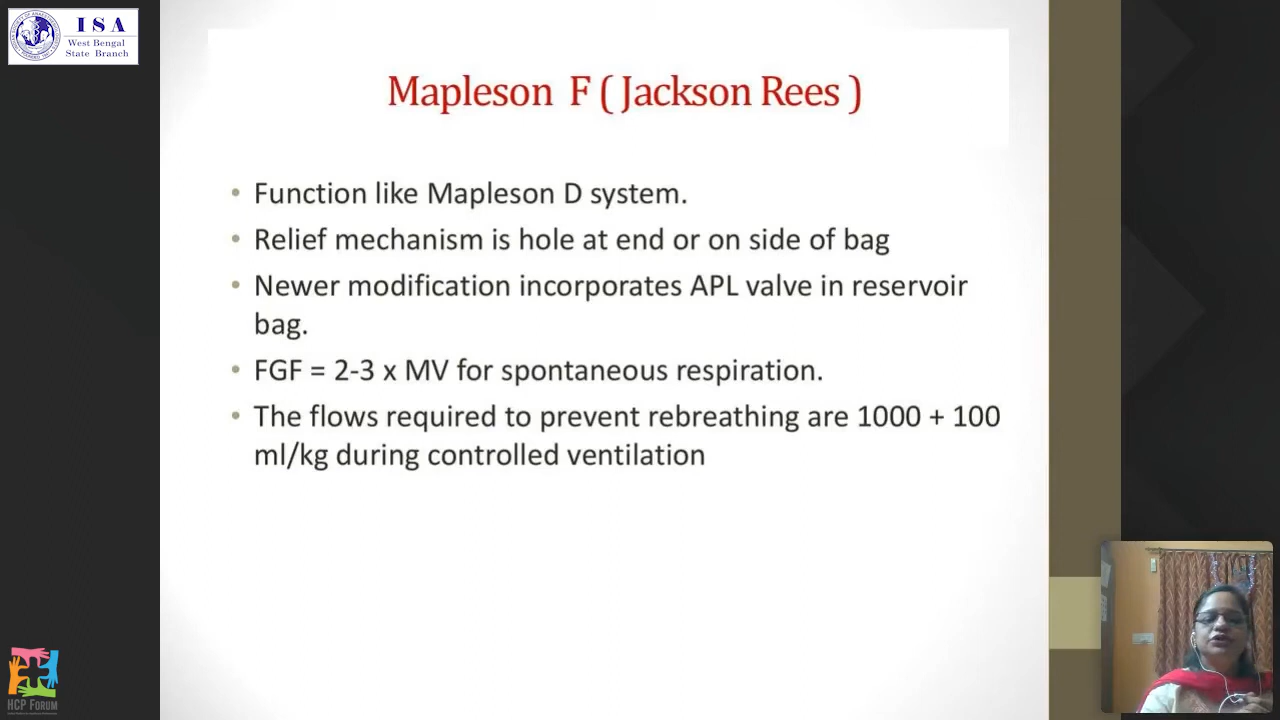 I S A
West Bengal
State Branch
Mapleson F ( Jackson Rees )
• Function like Mapleson D system.
• Relief mechanism is hole at end or on side of bag
• Newer modification incorporates APL valve in reservoir
bag.
• FGF = 2-3 x MV for spontaneous respiration.
• The flows required to prevent rebreathing are 1000 + 100
ml/kg during controlled ventilation
HCP FORUM